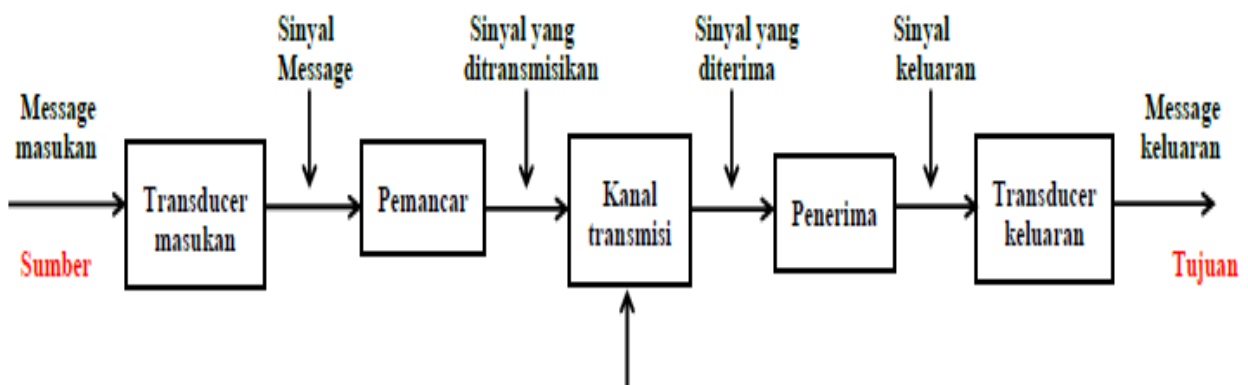 Sinyal
Message
Sinyal yang
ditransmisikan
Sinyal yang
diterima
Sinyal
keluaran
Message
masukan
Message
keluaran
Transducer
masukan
Pemancar
Kanal
transmisi
Penerima
Transducer
keluaran
Sumber
Tujuan